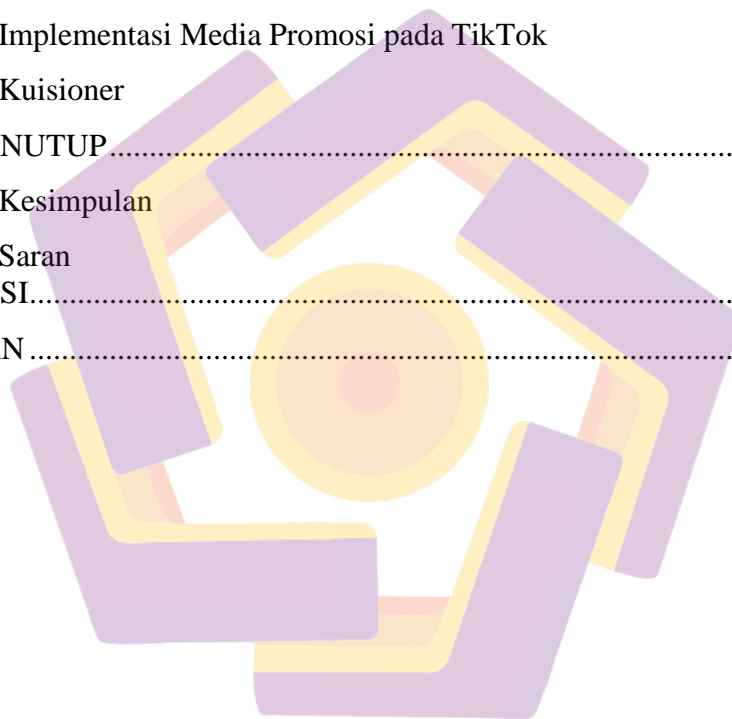 Implementasi Media Promosi pada TikTok
Kuisioner
NUTUP........................................................................
Kesimpulan
Saran
SI................................................................................
N................................................................................